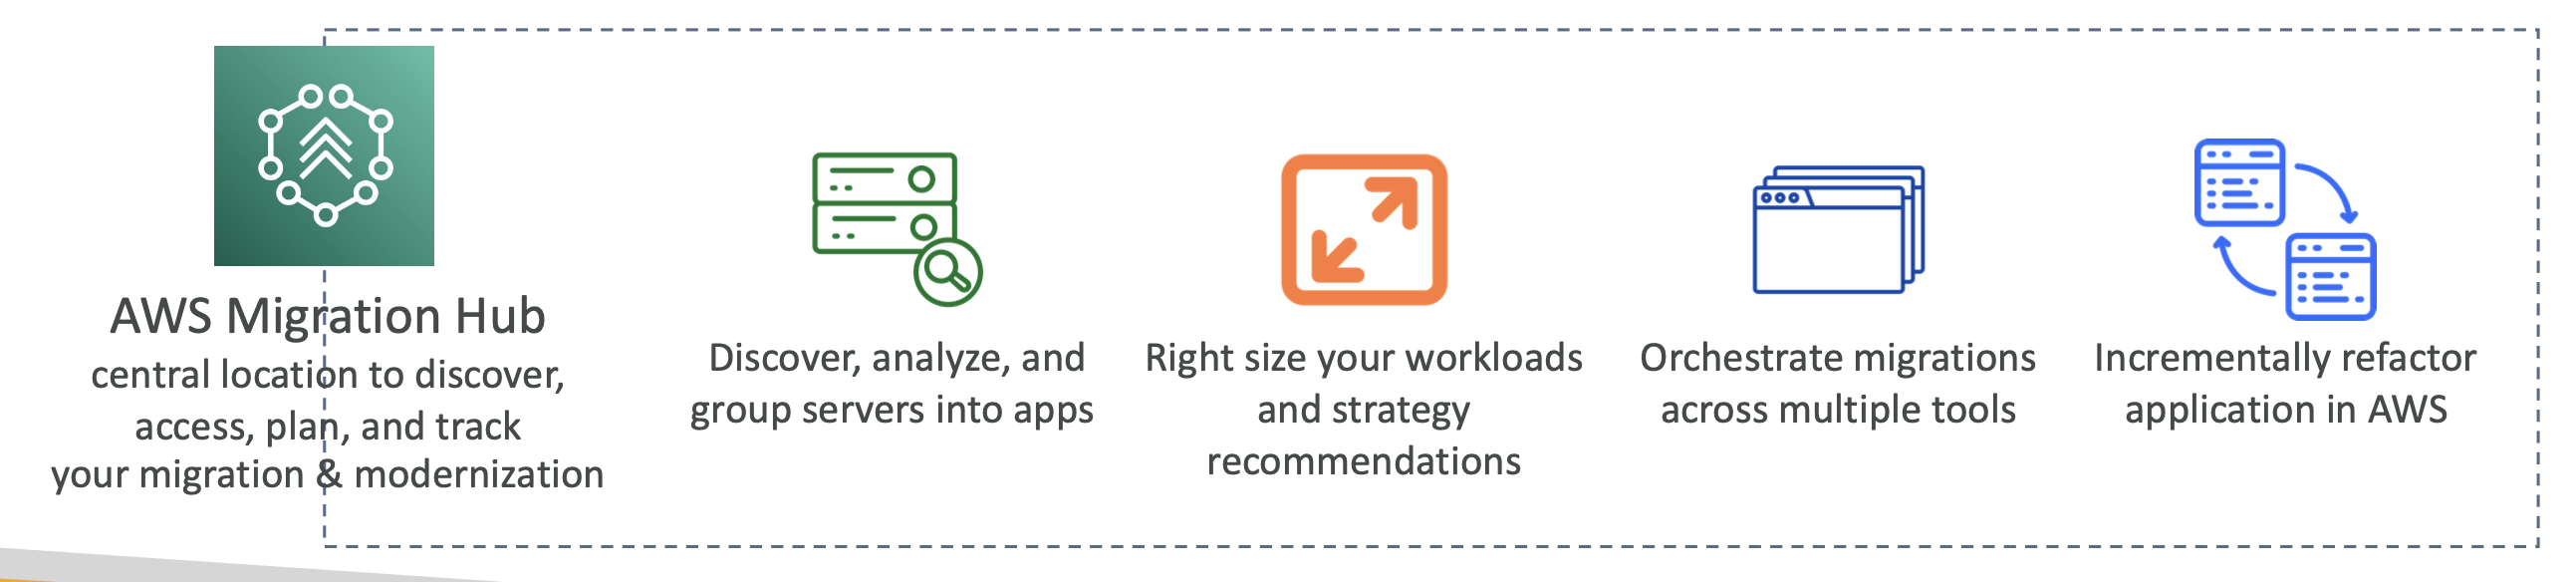 AWS Migration Hub
central location to discover,
access, plan, and track
your migration & modernization
Discover, analyze, and
group servers into apps
Right size your workloads
and strategy
recommendations
Orchestrate migrations
across multiple tools
Incrementally refactor
application in AWS